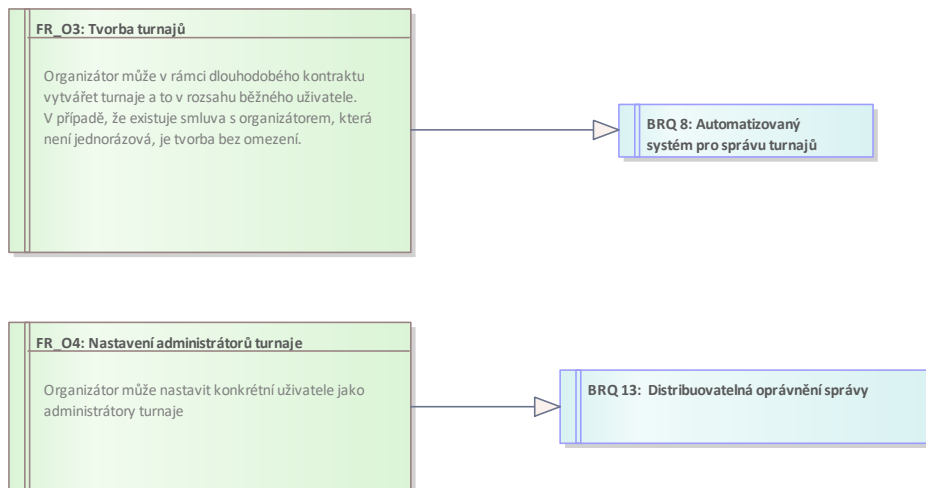 FR_O3: Tvorba turnajů
Organizátor může v rámci dlouhodobého kontraktu
vytvářet turnaje a to v rozsahu běžného uživatele.
V případě, že existuje smluva s organizátorem, která
není jednorázová, je tvorba bez omezení.
BRQ 8: Automatizovaný
systém pro správu turnajů
FR_O4: Nastavení administrátorů turnaje
Organizátor může nastavit konkrétní uživatele jako
administrátory turnaje
BRQ 13:  Distribuovatelná oprávnění správy